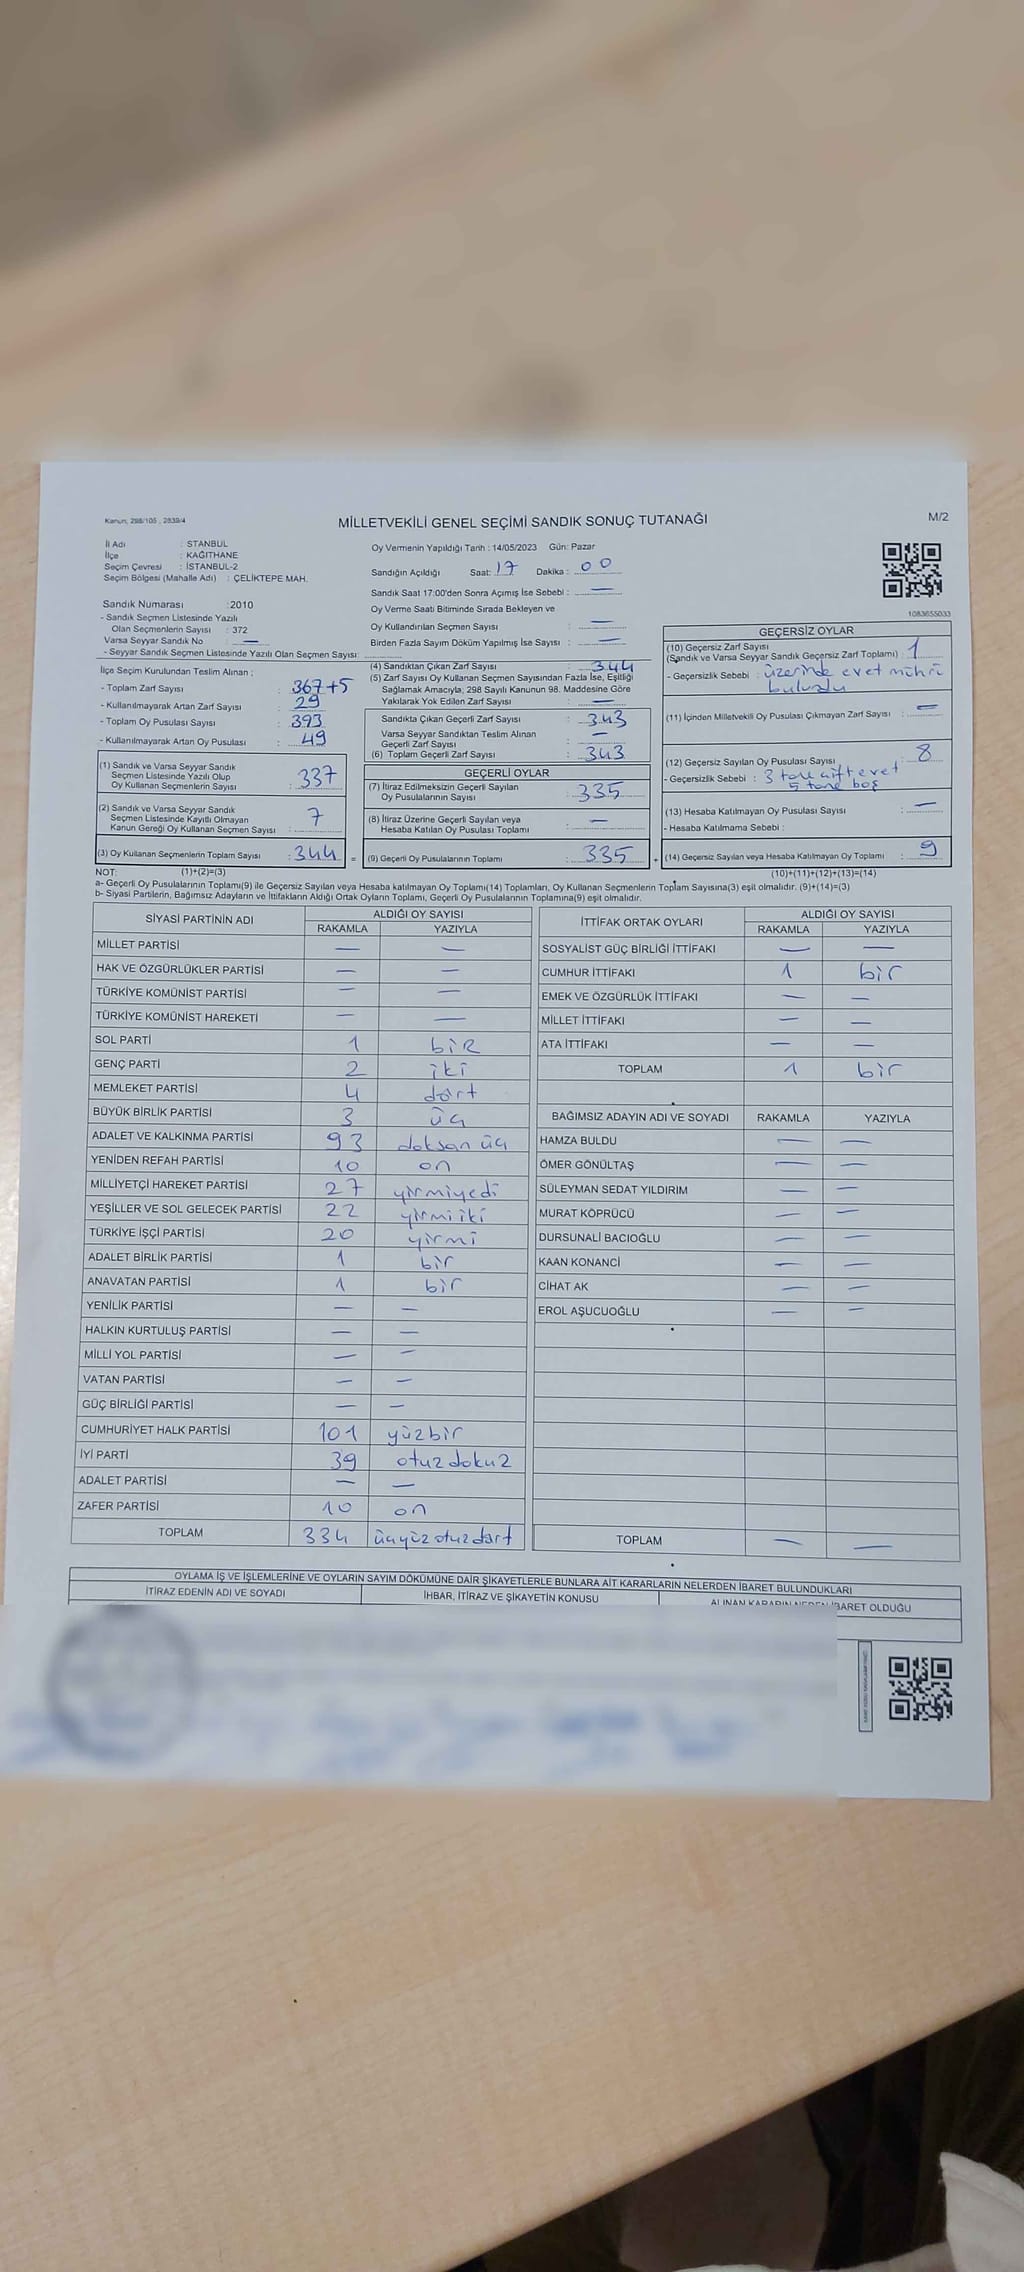 Kanun; 298/105 , 2839/4
MİLLETVEKİLİ GENEL SEÇİMİ SANDIK SONUÇ TUTANAĞI
M/2
İl Adı : STANBUL
İlçe : KAĞITHANE
Seçim Çevresi : İSTANBUL-2
Seçim Bölgesi (Mahalle Adı) : ÇELİKTEPE MAH.
Oy Vermenin Yapıldığı Tarih : 14/05/2023 Gün: Pazar
Sandığın Açıldığı Saat: 17 Dakika : 00
Sandık Saat 17:00'den Sonra Açımış İse Sebebi : —
Oy Verme Saati Bitiminde Sırada Bekleyen ve
Oy Kullandırılan Seçmen Sayısı : —
Birden Fazla Sayım Döküm Yapılmış İse Sayısı : —
1083655033
Sandık Numarası :2010
- Sandık Seçmen Listesinde Yazılı
Olan Seçmenlerin Sayısı : 372
Varsa Seyyar Sandık No : —
- Seyyar Sandık Seçmen Listesinde Yazılı Olan Seçmen Sayısı:
İlçe Seçim Kurulundan Teslim Alınan ;
- Toplam Zarf Sayısı : 367+5
- Kullanılmayarak Artan Zarf Sayısı : 29
- Toplam Oy Pusulası Sayısı : 393
- Kullanılmayarak Artan Oy Pusulası : 49
(1) Sandık ve Varsa Seyyar Sandık
Seçmen Listesinde Yazılı Olup
Oy Kullanan Seçmenlerin Sayısı : 337
(2) Sandık ve Varsa Seyyar Sandık
Seçmen Listesinde Kayıtlı Olmayan
Kanun Gereği Oy Kullanan Seçmen Sayısı : 7
(3) Oy Kullanan Seçmenlerin Toplam Sayısı : 344 =
(4) Sandıktan Çıkan Zarf Sayısı : 344
(5) Zarf Sayısı Oy Kullanan Seçmen Sayısından Fazla İse, Eşitliği
Sağlamak Amacıyla, 298 Sayılı Kanunun 98. Maddesine Göre
Yakılarak Yok Edilen Zarf Sayısı : —
Sandıkta Çıkan Geçerli Zarf Sayısı : 343
Varsa Seyyar Sandıktan Teslim Alınan
Geçerli Zarf Sayısı : —
(6) Toplam Geçerli Zarf Sayısı : 343
GEÇERLİ OYLAR
(7) İtiraz Edilmeksizin Geçerli Sayılan
Oy Pusulalarının Sayısı : 335
(8) İtiraz Üzerine Geçerli Sayılan veya
Hesaba Katılan Oy Pusulası Toplamı : —
(9) Geçerli Oy Pusulalarının Toplamı : 335 +
GEÇERSİZ OYLAR
(10) Geçersiz Zarf Sayısı
(Sandık ve Varsa Seyyar Sandık Geçersiz Zarf Toplamı) : 1
- Geçersizlik Sebebi : üzerinde evet mührü
bulundu
(11) İçinden Milletvekili Oy Pusulası Çıkmayan Zarf Sayısı : —
(12) Geçersiz Sayılan Oy Pusulası Sayısı : 8
- Geçersizlik Sebebi : 3 tane çift evet
5 tane boş
(13) Hesaba Katılmayan Oy Pusulası Sayısı : —
- Hesaba Katılmama Sebebi :
(14) Geçersiz Sayılan veya Hesaba Katılmayan Oy Toplamı : 9
NOT: (1)+(2)=(3) (10)+(11)+(12)+(13)=(14)
a- Geçerli Oy Pusulalarının Toplamı(9) ile Geçersiz Sayılan veya Hesaba katılmayan Oy Toplamı(14) Toplamları, Oy Kullanan Seçmenlerin Toplam Sayısına(3) eşit olmalıdır. (9)+(14)=(3)
b- Siyasi Partilerin, Bağımsız Adayların ve İttifakların Aldığı Ortak Oyların Toplamı, Geçerli Oy Pusulalarının Toplamına(9) eşit olmalıdır.
SİYASİ PARTİNİN ADI ALDIĞI OY SAYISI
RAKAMLA YAZIYLA
MİLLET PARTİSİ — —
HAK VE ÖZGÜRLÜKLER PARTİSİ — —
TÜRKİYE KOMÜNİST PARTİSİ — —
TÜRKİYE KOMÜNİST HAREKETİ — —
SOL PARTİ 1 bir
GENÇ PARTİ 2 iki
MEMLEKET PARTİSİ 4 dört
BÜYÜK BİRLİK PARTİSİ 3 üç
ADALET VE KALKINMA PARTİSİ 93 doksan üç
YENİDEN REFAH PARTİSİ 10 on
MİLLİYETÇİ HAREKET PARTİSİ 27 yirmiyedi
YEŞİLLER VE SOL GELECEK PARTİSİ 22 yirmi iki
TÜRKİYE İŞÇİ PARTİSİ 20 yirmi
ADALET BİRLİK PARTİSİ 1 bir
ANAVATAN PARTİSİ 1 bir
YENİLİK PARTİSİ — —
HALKIN KURTULUŞ PARTİSİ — —
MİLLİ YOL PARTİSİ — —
VATAN PARTİSİ — —
GÜÇ BİRLİĞİ PARTİSİ — —
CUMHURİYET HALK PARTİSİ 101 yüzbir
İYİ PARTİ 39 otuzdokuz
ADALET PARTİSİ — —
ZAFER PARTİSİ 10 on
TOPLAM 334 üçyüzotuzdört
İTTİFAK ORTAK OYLARI ALDIĞI OY SAYISI
RAKAMLA YAZIYLA
SOSYALİST GÜÇ BİRLİĞİ İTTİFAKI — —
CUMHUR İTTİFAKI 1 bir
EMEK VE ÖZGÜRLÜK İTTİFAKI — —
MİLLET İTTİFAKI — —
ATA İTTİFAKI — —
TOPLAM 1 bir
BAĞIMSIZ ADAYIN ADI VE SOYADI RAKAMLA YAZIYLA
HAMZA BULDU — —
ÖMER GÖNÜLTAŞ — —
SÜLEYMAN SEDAT YILDIRIM — —
MURAT KÖPRÜCÜ — —
DURSUNALİ BACIOĞLU — —
KAAN KONANCİ — —
CİHAT AK — —
EROL AŞUCUOĞLU — —
TOPLAM — —
OYLAMA İŞ VE İŞLEMLERİNE VE OYLARIN SAYIM DÖKÜMÜNE DAİR ŞİKAYETLERLE BUNLARA AİT KARARLARIN NELERDEN İBARET BULUNDUKLARI
İTİRAZ EDENİN ADI VE SOYADI İHBAR, İTİRAZ VE ŞİKAYETİN KONUSU ALINAN KARARIN NEDEN İBARET OLDUĞU